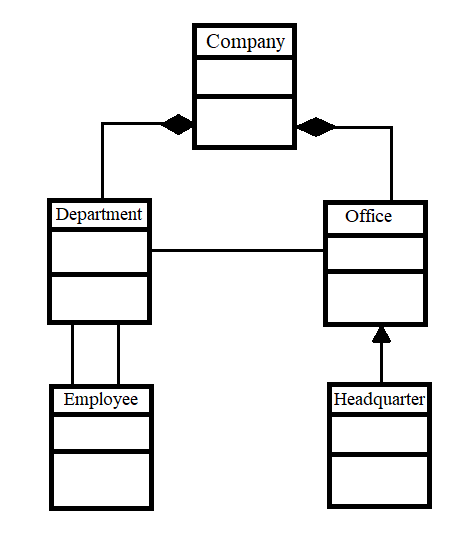 Company
Department
Office
Employee
Headquarter